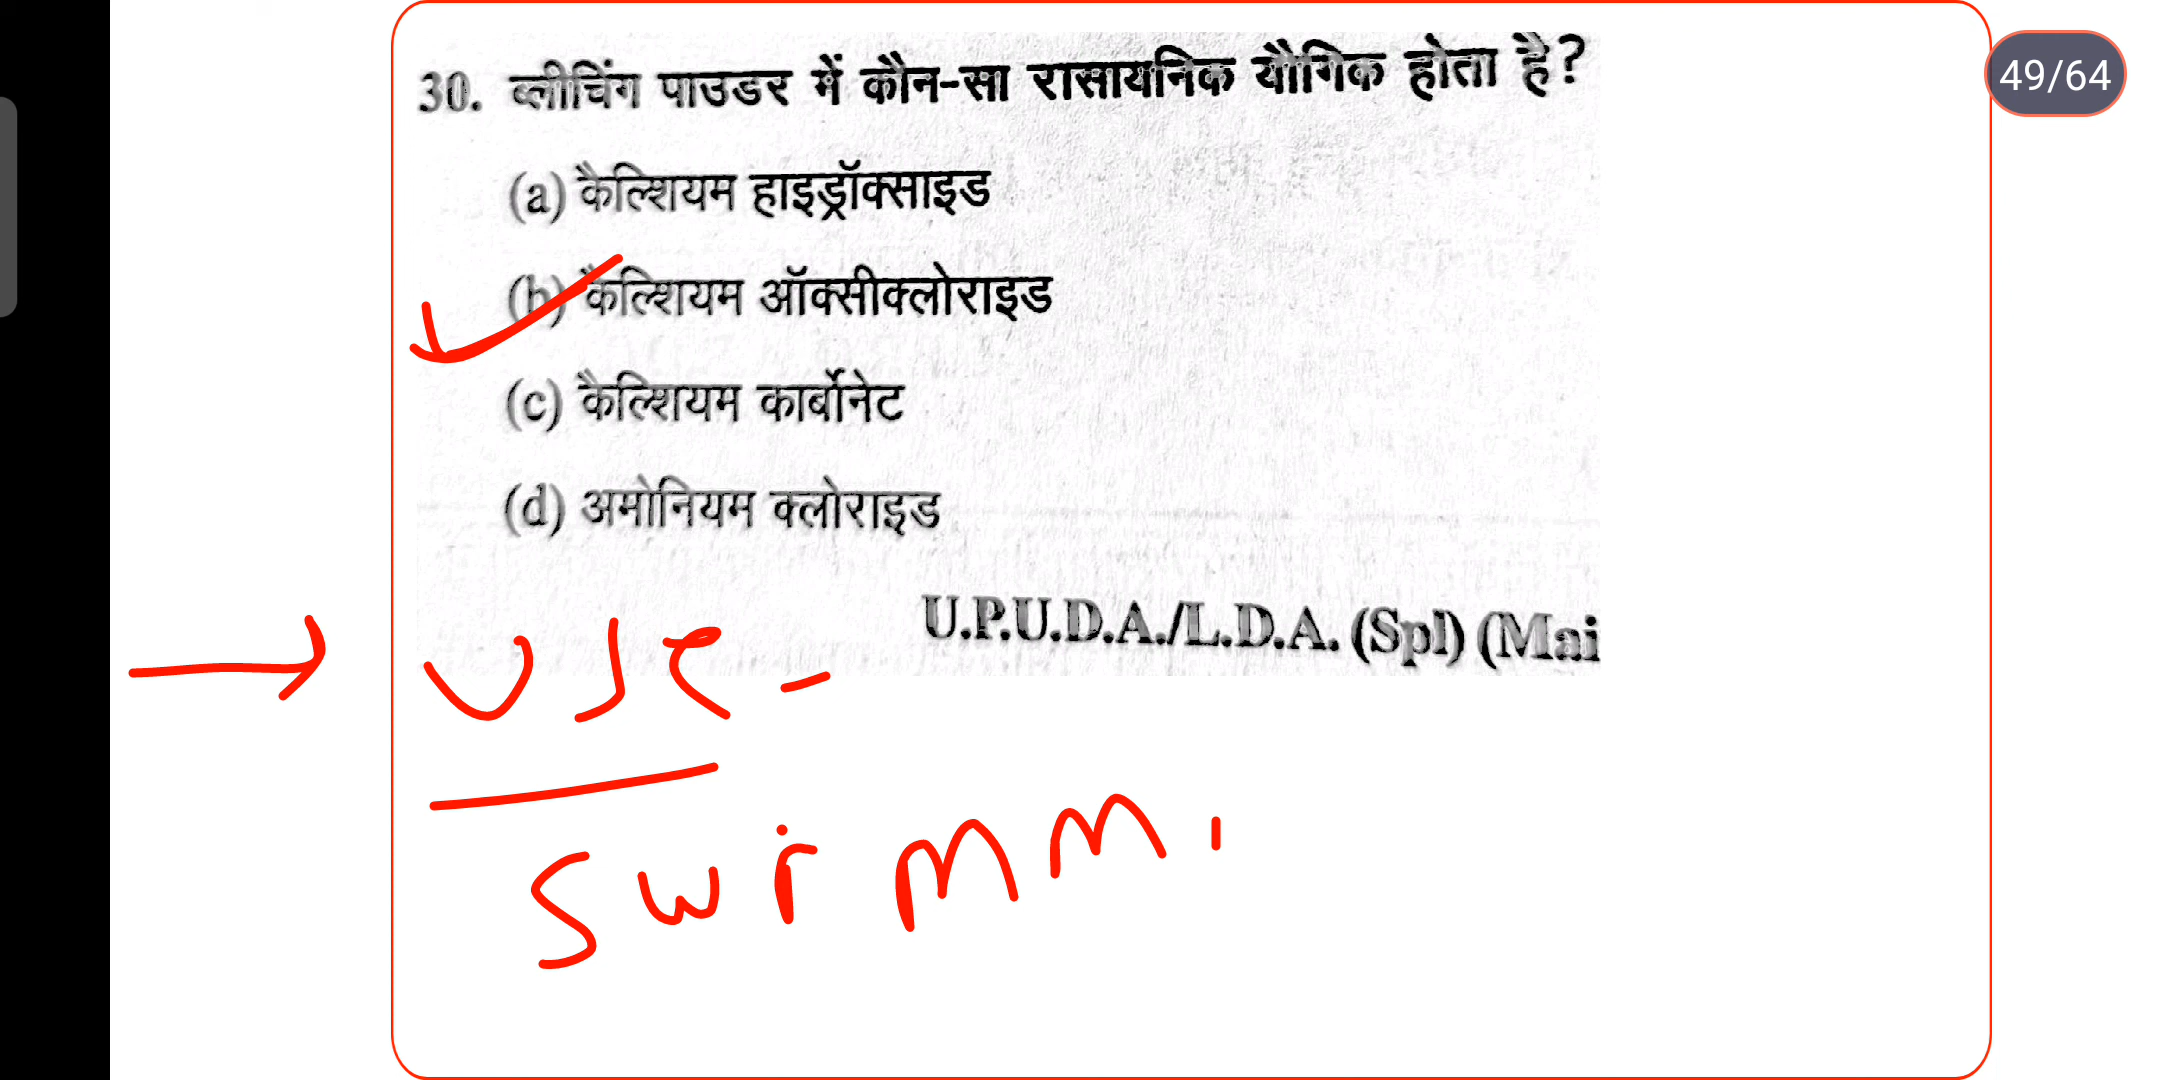 30. ब्लीचिंग पाउडर में कौन-सा रासायनिक यौगिक होता है?
49/64
(a) कैल्शियम हाइड्रॉक्साइड
(b) कैल्शियम ऑक्सीक्लोराइड
(c) कैल्शियम कार्बोनेट
(d) अमोनियम क्लोराइड
U.P.U.D.A./L.D.A. (Spl) (Mai
use -
swimm.